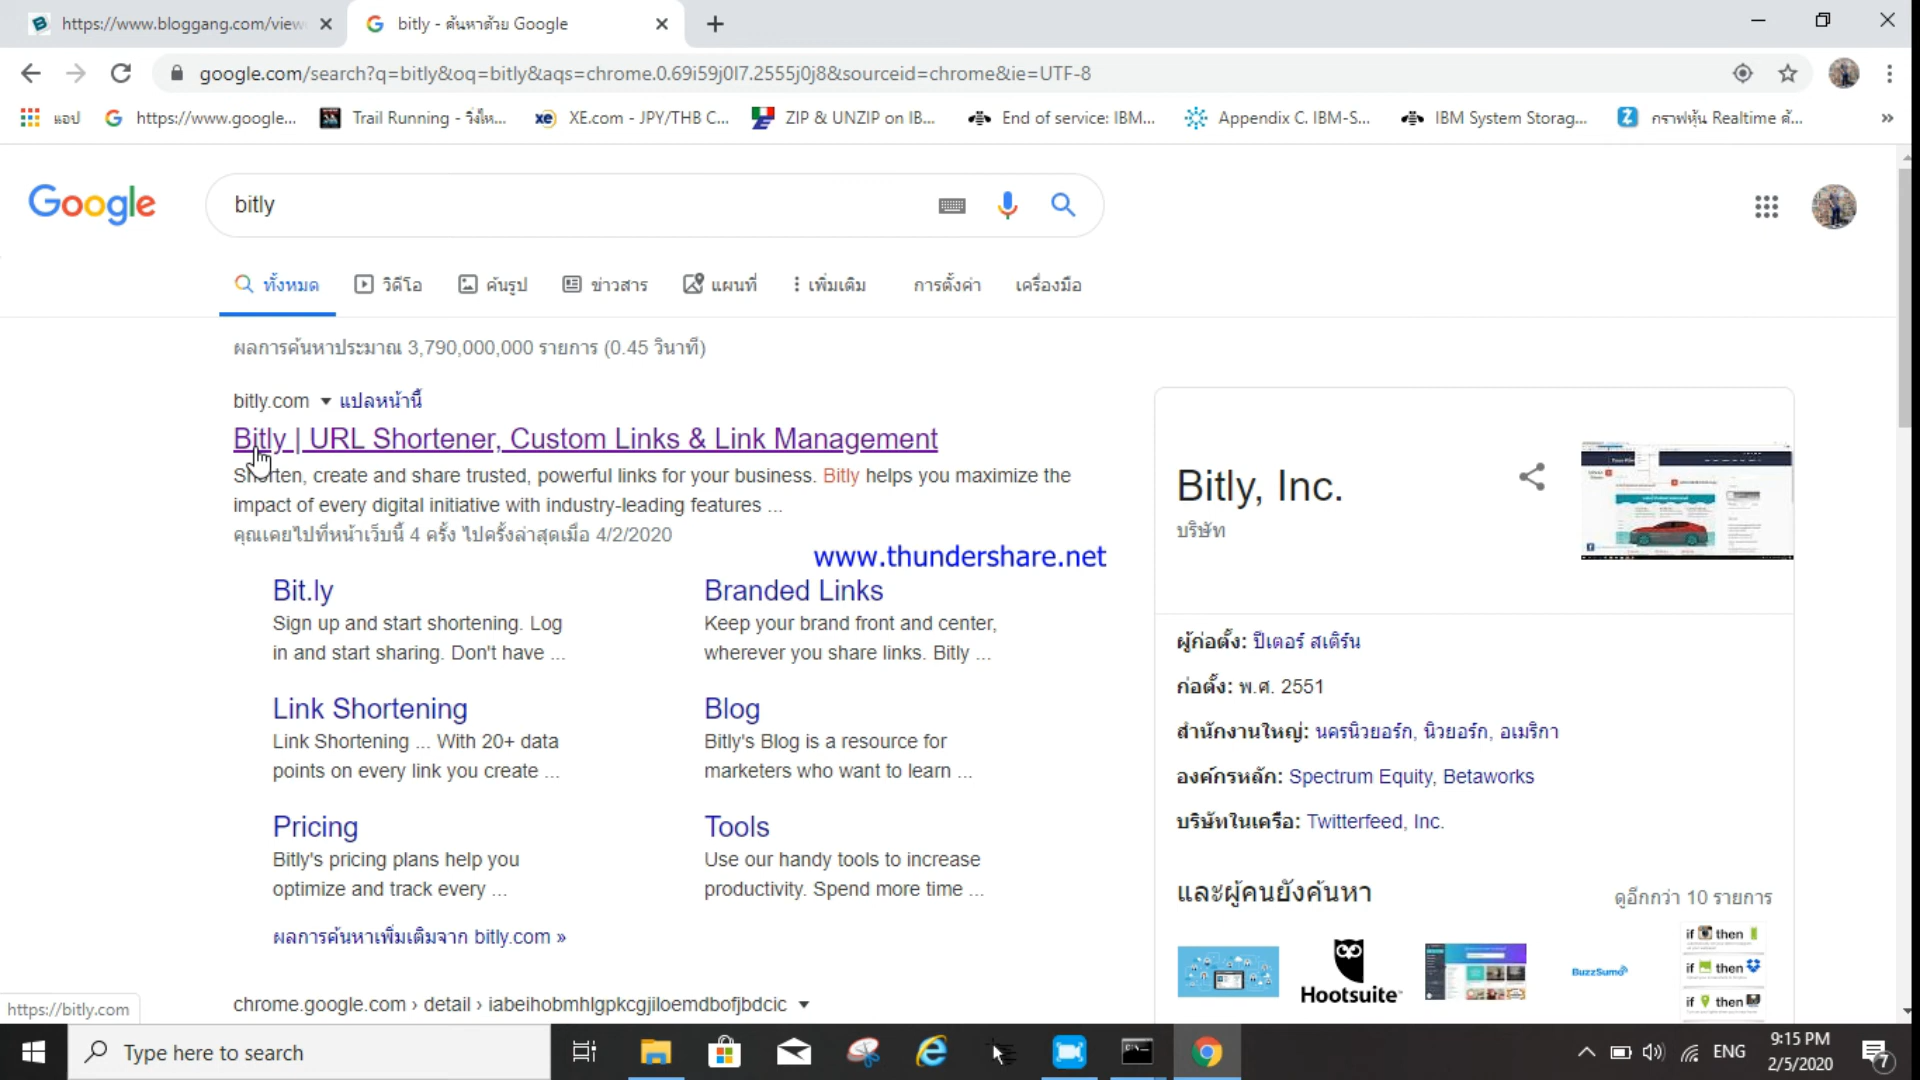 https://www.bloggang.com/view
bitly - ค้นหาด้วย Google
google.com/search?q=bitly&oq=bitly&aqs=chrome.0.69i59j0l7.2555j0j8&sourceid=chrome&ie=UTF-8
แอป
https://www.google...
Trail Running - วิ่งให...
xe
XE.com - JPY/THB C...
ZIP & UNZIP on IB...
End of service: IBM...
Appendix C. IBM-S...
IBM System Storag...
กราฟหุ้น Realtime ด้...
»
Google
bitly
ทั้งหมด
วิดีโอ
ค้นรูป
ข่าวสาร
แผนที่
เพิ่มเติม
การตั้งค่า
เครื่องมือ
ผลการค้นหาประมาณ 3,790,000,000 รายการ (0.45 วินาที)
bitly.com
แปลหน้านี้
Bitly | URL Shortener, Custom Links & Link Management
Shorten, create and share trusted, powerful links for your business. Bitly helps you maximize the
impact of every digital initiative with industry-leading features ...
คุณเคยไปที่หน้าเว็บนี้ 4 ครั้ง ไปครั้งล่าสุดเมื่อ 4/2/2020
www.thundershare.net
Bit.ly
Sign up and start shortening. Log
in and start sharing. Don't have ...
Branded Links
Keep your brand front and center,
wherever you share links. Bitly ...
Link Shortening
Link Shortening ... With 20+ data
points on every link you create ...
Blog
Bitly's Blog is a resource for
marketers who want to learn ...
Pricing
Bitly's pricing plans help you
optimize and track every ...
Tools
Use our handy tools to increase
productivity. Spend more time ...
ผลการค้นหาเพิ่มเติมจาก bitly.com »
chrome.google.com › detail › iabeihobmhlgpkcgjiloemdbofjbdcic
Bitly, Inc.
บริษัท
ผู้ก่อตั้ง: ปีเตอร์ สเติร์น
ก่อตั้ง: พ.ศ. 2551
สำนักงานใหญ่: นครนิวยอร์ก, นิวยอร์ก, อเมริกา
องค์กรหลัก: Spectrum Equity, Betaworks
บริษัทในเครือ: Twitterfeed, Inc.
และผู้คนยังค้นหา
ดูอีกกว่า 10 รายการ
Hootsuite
BuzzSumo
if then
if then
if then
https://bitly.com
Type here to search
ENG
9:15 PM
2/5/2020
7